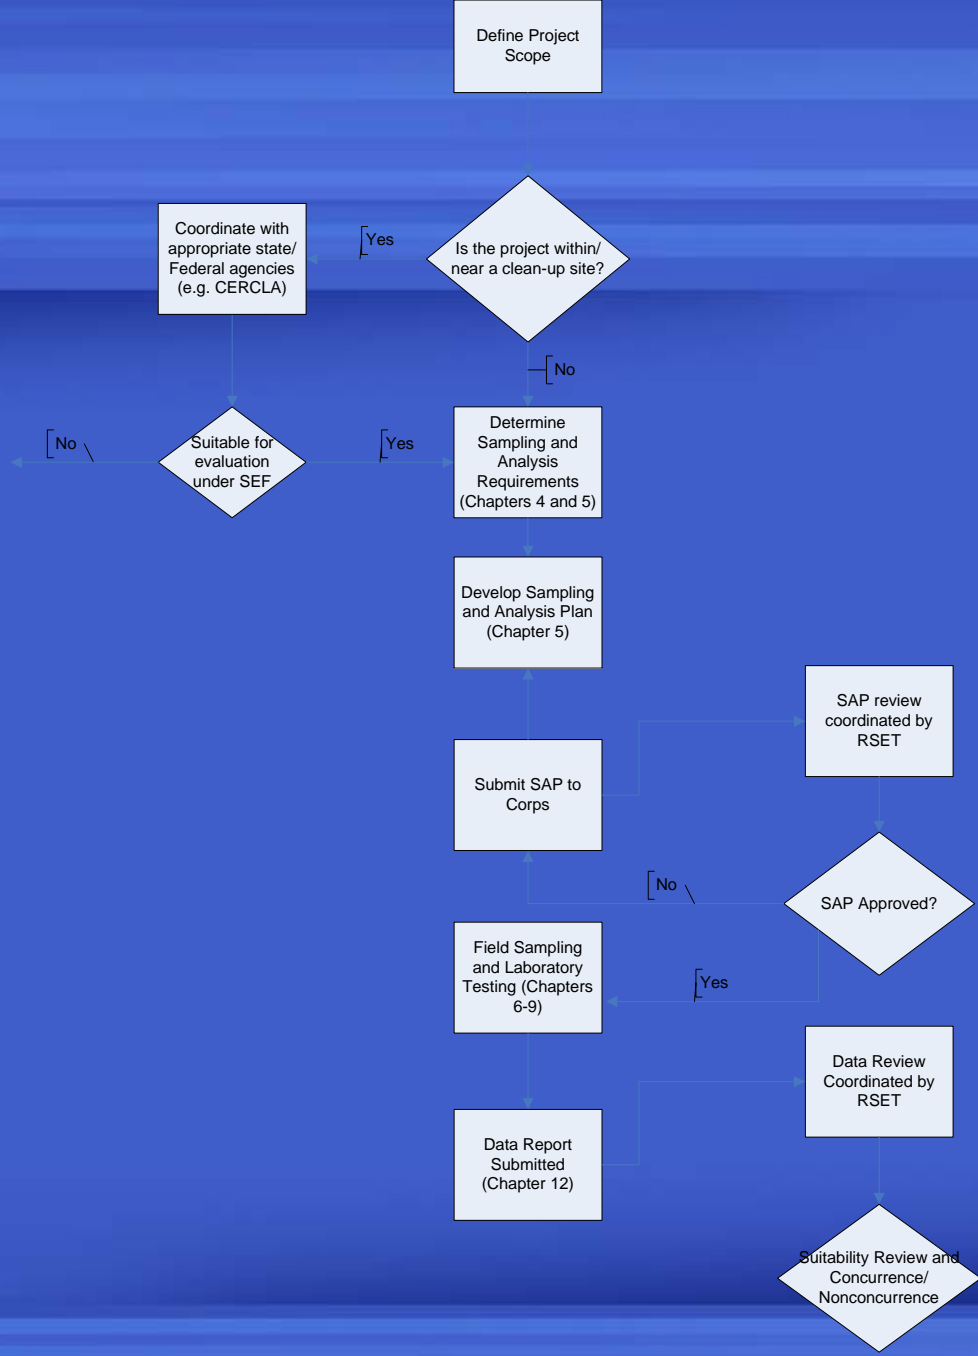 Define Project
Scope
Is the project within/
near a clean-up site?
Yes
Coordinate with
appropriate state/
Federal agencies
(e.g. CERCLA)
No
Suitable for
evaluation
under SEF
No
Yes
Determine
Sampling and
Analysis
Requirements
(Chapters 4 and 5)
Develop Sampling
and Analysis Plan
(Chapter 5)
Submit SAP to
Corps
SAP review
coordinated by
RSET
SAP Approved?
No
Yes
Field Sampling
and Laboratory
Testing (Chapters
6-9)
Data Report
Submitted
(Chapter 12)
Data Review
Coordinated by
RSET
Suitability Review and
Concurrence/
Nonconcurrence